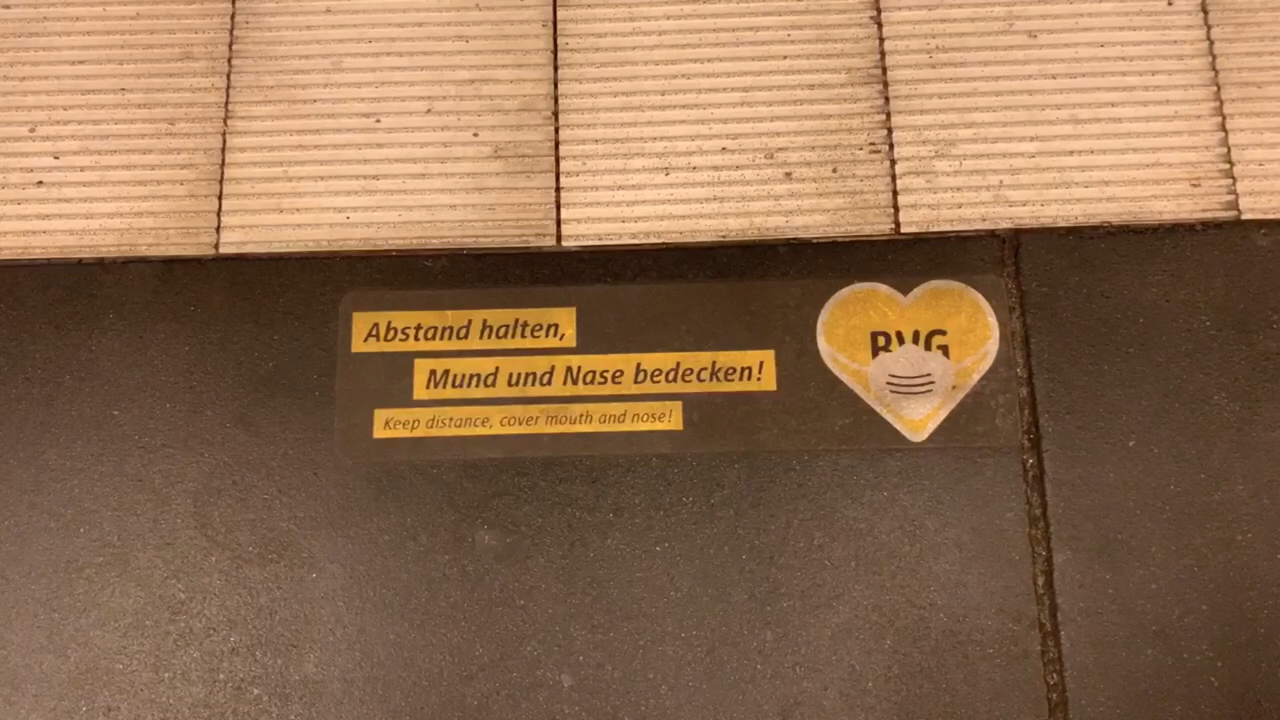 Abstand halten,
Mund und Nase bedecken!
Keep distance, cover mouth and nose!
BVG